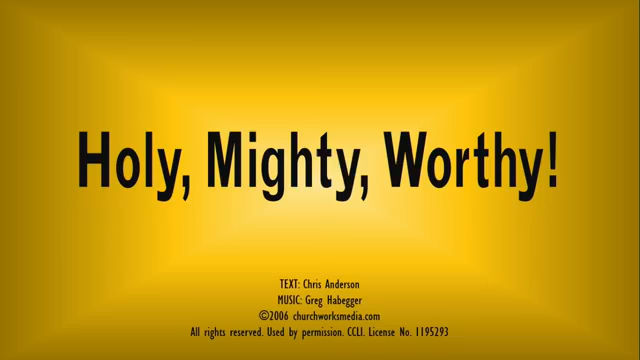 Holy, Mighty, Worthy!
TEXT: Chris Anderson
MUSIC: Greg Habegger
©2006 churchworksmedia.com
All rights reserved. Used by permission. CCLI. License No. 1195293